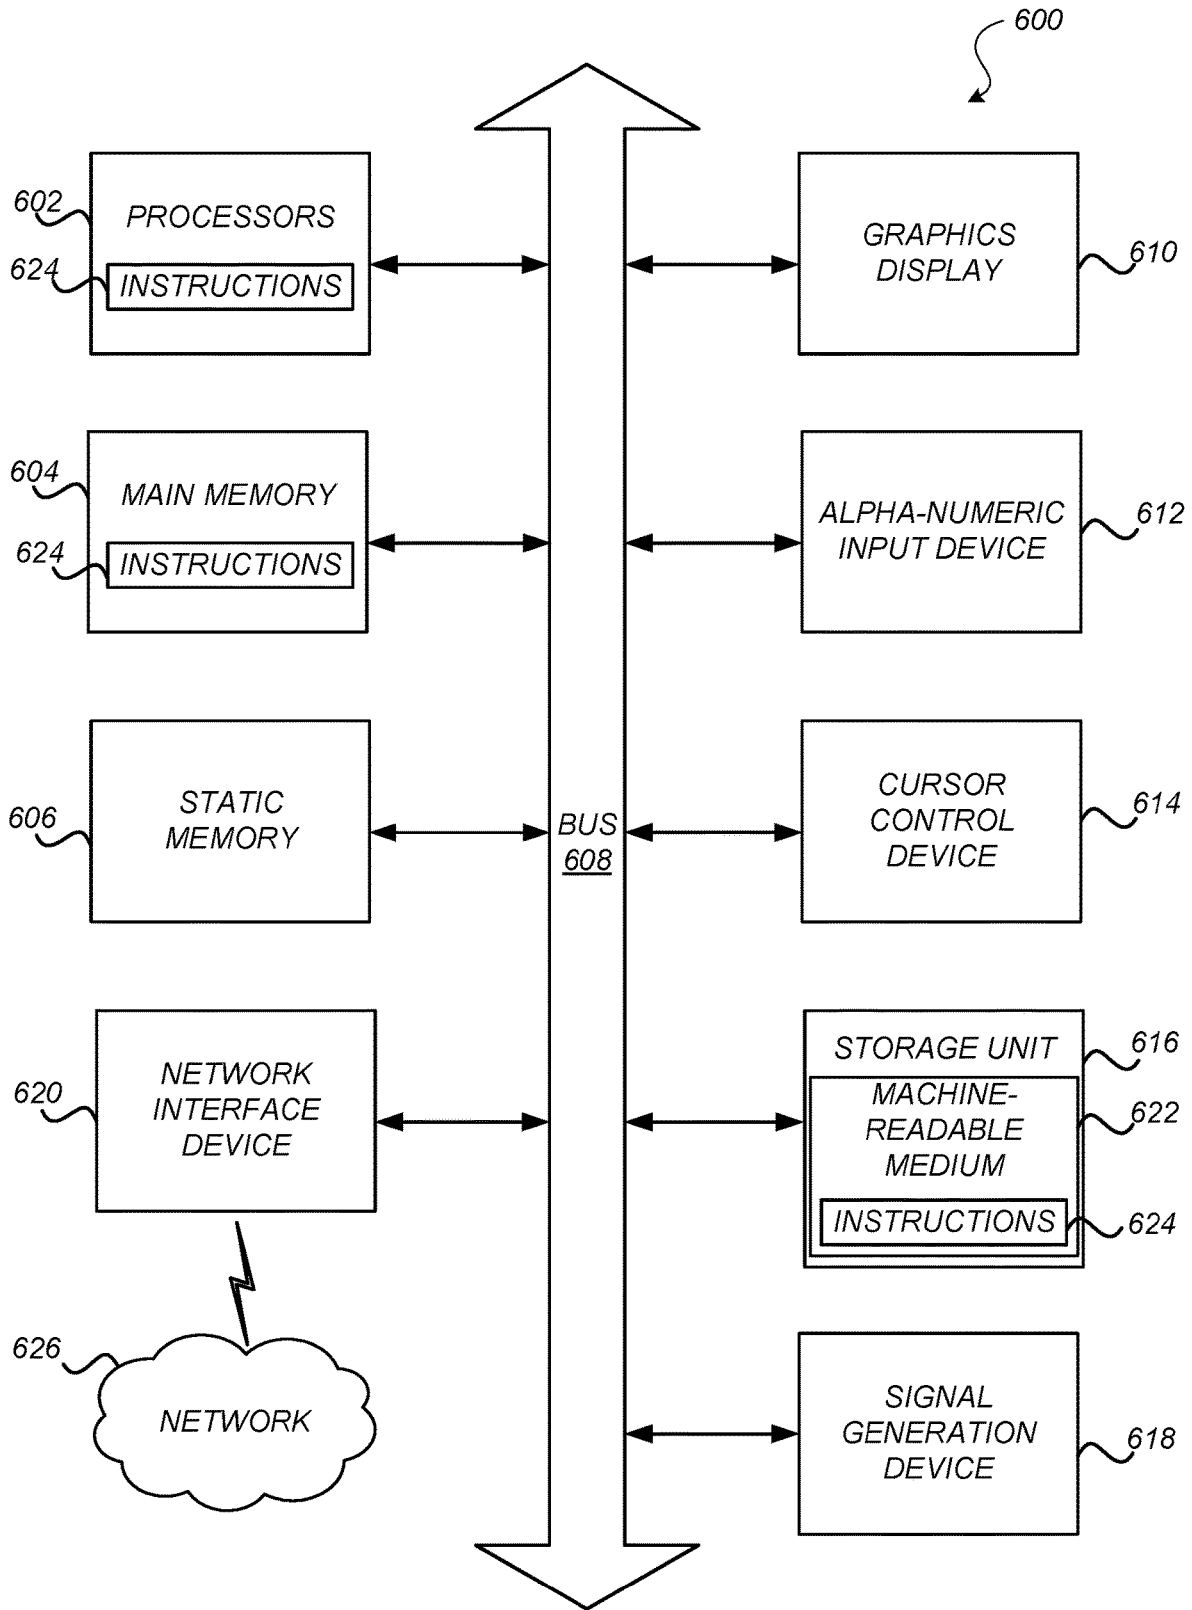 600
602
PROCESSORS
624
INSTRUCTIONS
GRAPHICS
DISPLAY
610
604
MAIN MEMORY
624
INSTRUCTIONS
ALPHA-NUMERIC
INPUT DEVICE
612
606
STATIC
MEMORY
BUS
608
CURSOR
CONTROL
DEVICE
614
620
NETWORK
INTERFACE
DEVICE
STORAGE UNIT
616
MACHINE-
READABLE
MEDIUM
622
INSTRUCTIONS
624
626
NETWORK
SIGNAL
GENERATION
DEVICE
618